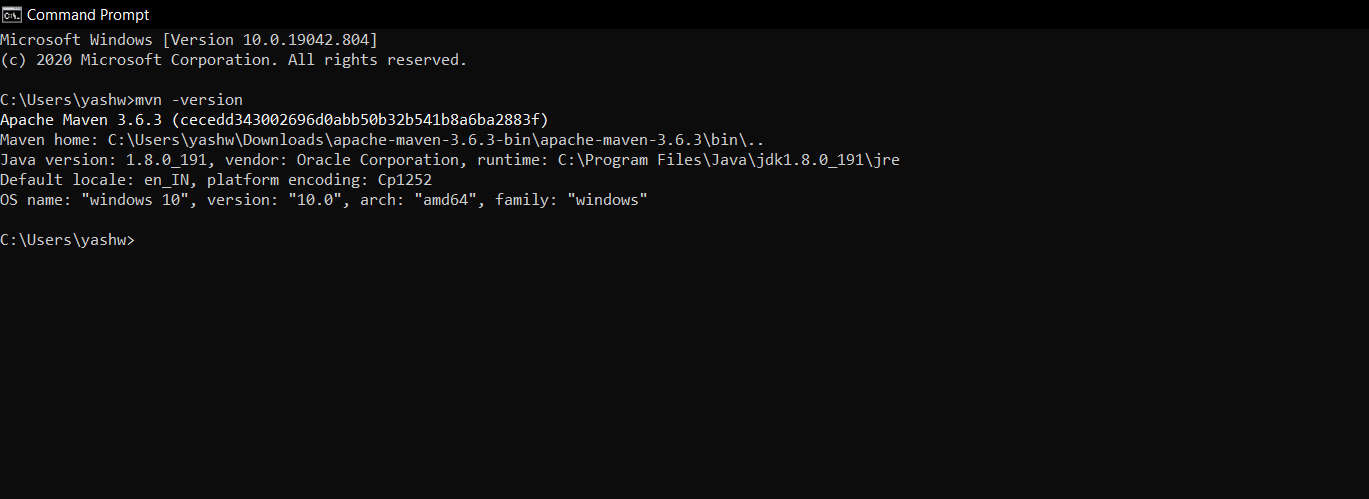 Command Prompt
Microsoft Windows [Version 10.0.19042.804]
(c) 2020 Microsoft Corporation. All rights reserved.
C:\Users\yashw>mvn -version
Apache Maven 3.6.3 (cecedd343002696d0abb50b32b541b8a6ba2883f)
Maven home: C:\Users\yashw\Downloads\apache-maven-3.6.3-bin\apache-maven-3.6.3\bin\..
Java version: 1.8.0_191, vendor: Oracle Corporation, runtime: C:\Program Files\Java\jdk1.8.0_191\jre
Default locale: en_IN, platform encoding: Cp1252
OS name: "windows 10", version: "10.0", arch: "amd64", family: "windows"
C:\Users\yashw>